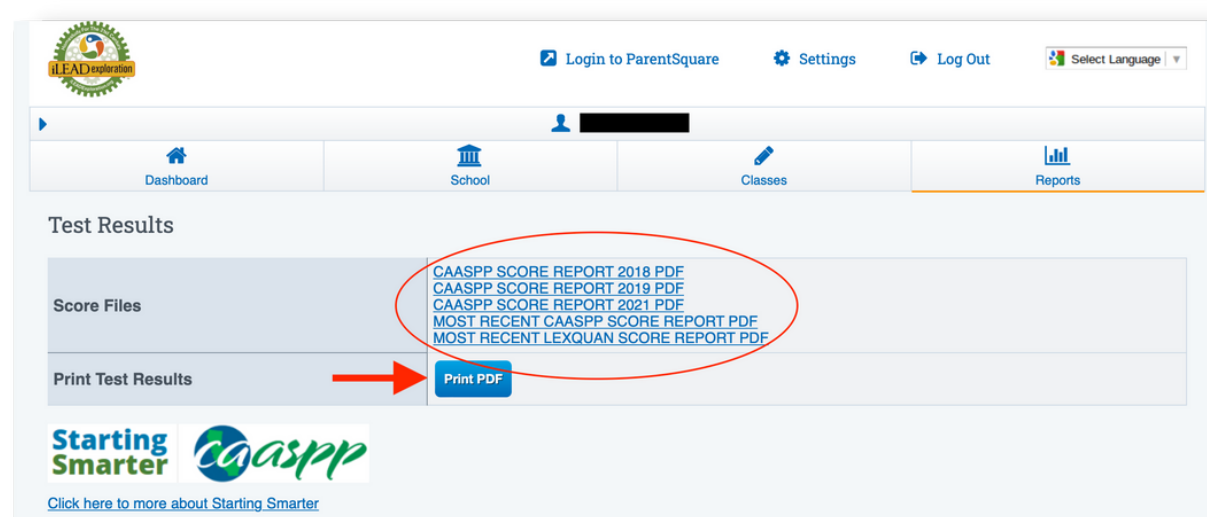 iLEAD exploration
Login to ParentSquare
Settings
Log Out
Select Language
Dashboard
School
Classes
Reports
Test Results
Score Files
CAASPP SCORE REPORT 2018 PDF
CAASPP SCORE REPORT 2019 PDF
CAASPP SCORE REPORT 2021 PDF
MOST RECENT CAASPP SCORE REPORT PDF
MOST RECENT LEXQUAN SCORE REPORT PDF
Print Test Results
Print PDF
Starting
Smarter
caaspp
Click here to more about Starting Smarter